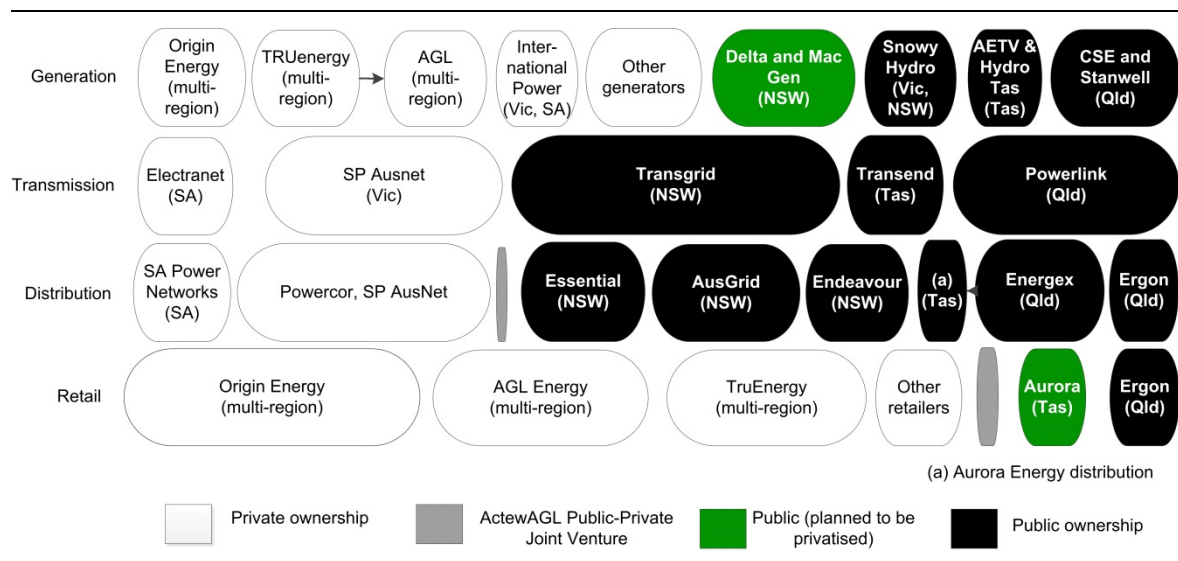 Generation
Origin
Energy
(multi-
region)
TRUenergy
(multi-
region)
AGL
(multi-
region)
Inter-
national
Power
(Vic, SA)
Other
generators
Delta and Mac
Gen
(NSW)
Snowy
Hydro
(Vic,
NSW)
AETV &
Hydro
Tas
(Tas)
CSE and
Stanwell
(Qld)
Transmission
Electranet
(SA)
SP Ausnet
(Vic)
Transgrid
(NSW)
Transend
(Tas)
Powerlink
(Qld)
Distribution
SA Power
Networks
(SA)
Powercor, SP AusNet
Essential
(NSW)
AusGrid
(NSW)
Endeavour
(NSW)
(a)
(Tas)
Energex
(Qld)
Ergon
(Qld)
Retail
Origin Energy
(multi-region)
AGL Energy
(multi-region)
TruEnergy
(multi-region)
Other
retailers
Aurora
(Tas)
Ergon
(Qld)
(a) Aurora Energy distribution
Private ownership
ActewAGL Public-Private
Joint Venture
Public (planned to be
privatised)
Public ownership